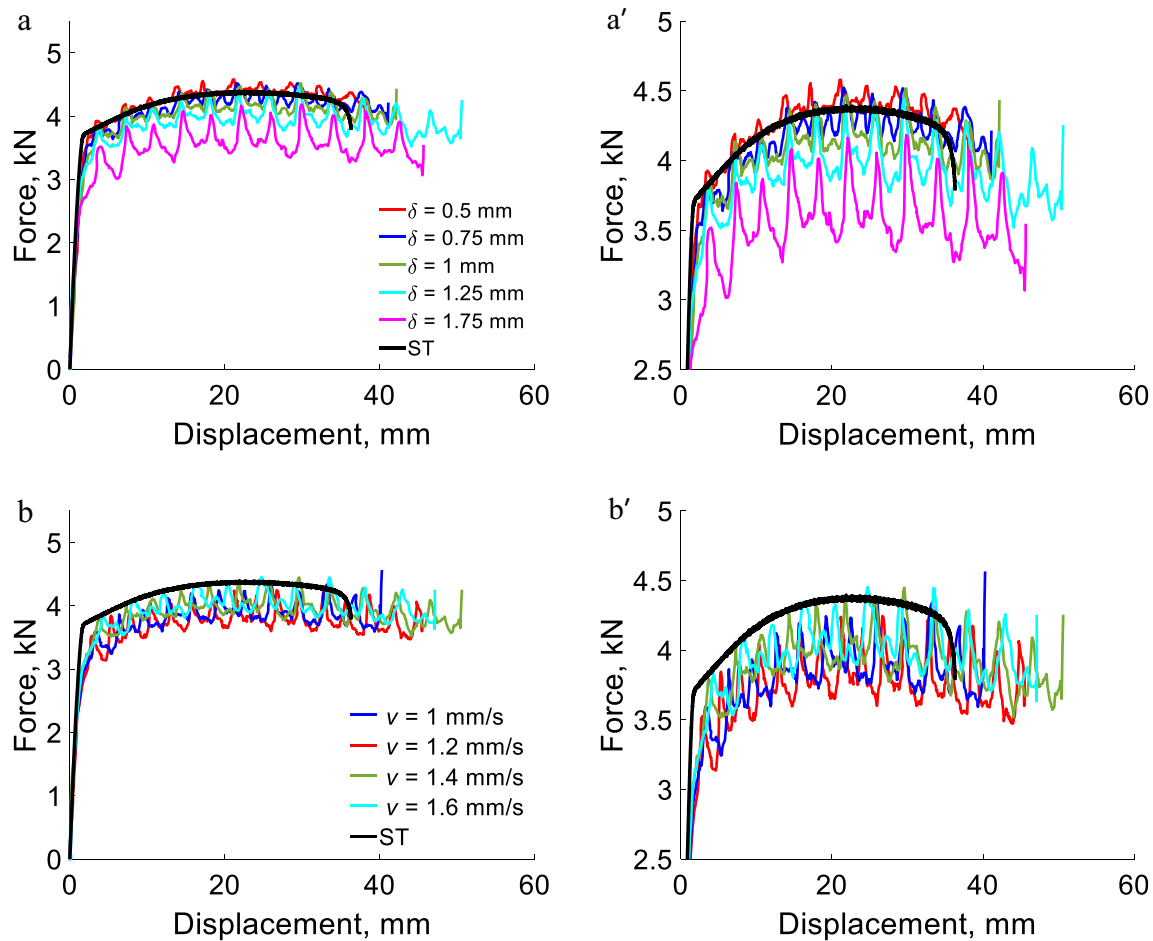 a
5
4
3
2
1
0
Force, kN
0
20
40
60
Displacement, mm
δ = 0.5 mm
δ = 0.75 mm
δ = 1 mm
δ = 1.25 mm
δ = 1.75 mm
ST
a′
5
4.5
4
3.5
3
2.5
Force, kN
0
20
40
60
Displacement, mm
b
5
4
3
2
1
0
Force, kN
0
20
40
60
Displacement, mm
v = 1 mm/s
v = 1.2 mm/s
v = 1.4 mm/s
v = 1.6 mm/s
ST
b′
5
4.5
4
3.5
3
2.5
Force, kN
0
20
40
60
Displacement, mm